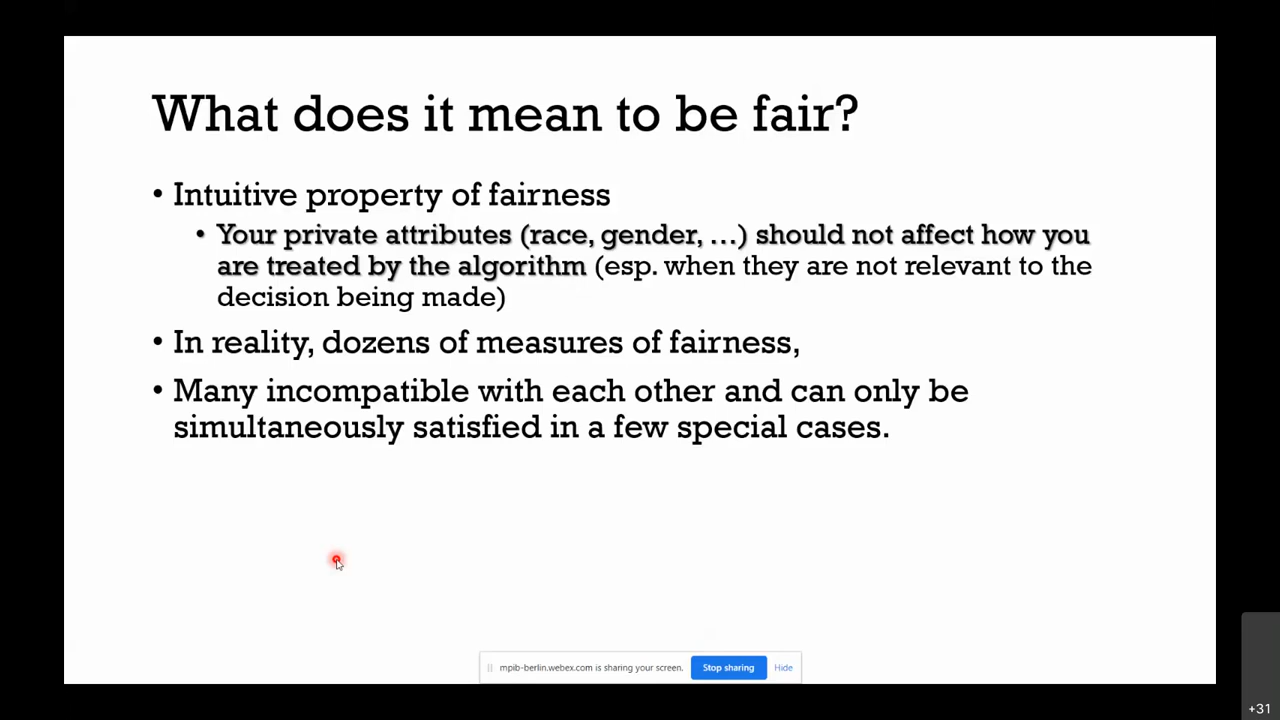 What does it mean to be fair?
• Intuitive property of fairness
• Your private attributes (race, gender, …) should not affect how you
are treated by the algorithm (esp. when they are not relevant to the
decision being made)
• In reality, dozens of measures of fairness,
• Many incompatible with each other and can only be
simultaneously satisfied in a few special cases.
mpib-berlin.webex.com is sharing your screen. Stop sharing Hide
+31